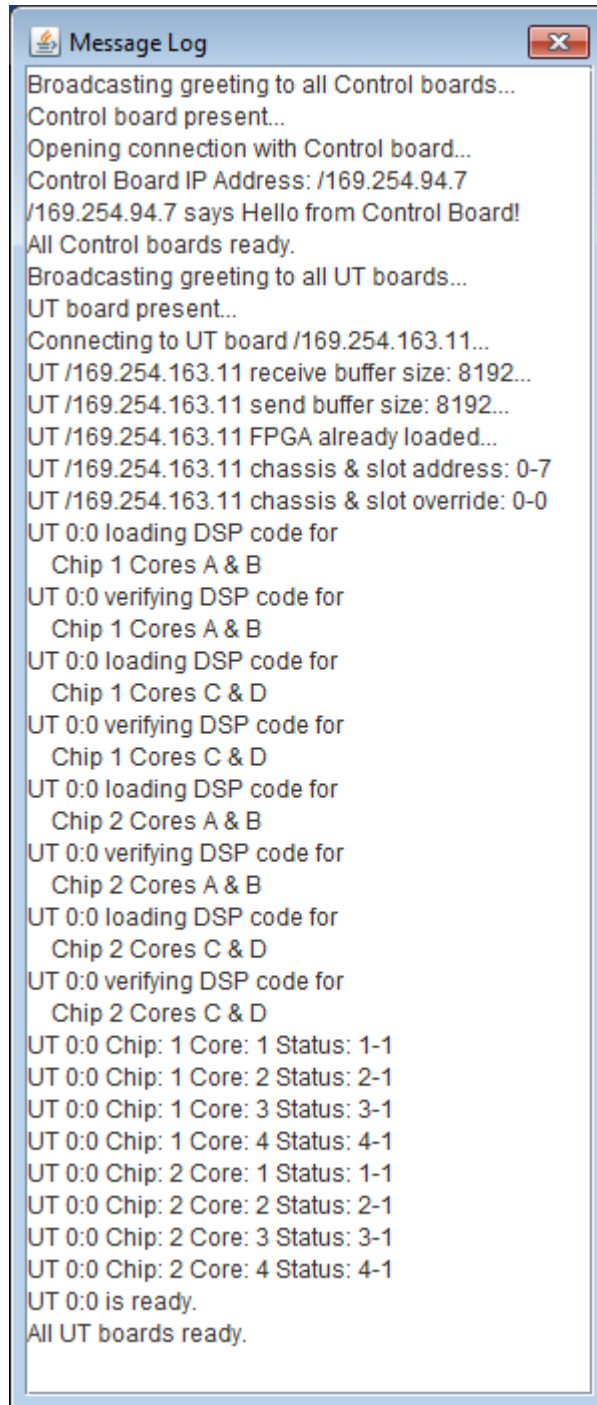 Message Log
Broadcasting greeting to all Control boards...
Control board present...
Opening connection with Control board...
Control Board IP Address: /169.254.94.7
/169.254.94.7 says Hello from Control Board!
All Control boards ready.
Broadcasting greeting to all UT boards...
UT board present...
Connecting to UT board /169.254.163.11...
UT /169.254.163.11 receive buffer size: 8192...
UT /169.254.163.11 send buffer size: 8192...
UT /169.254.163.11 FPGA already loaded...
UT /169.254.163.11 chassis & slot address: 0-7
UT /169.254.163.11 chassis & slot override: 0-0
UT 0:0 loading DSP code for
Chip 1 Cores A & B
UT 0:0 verifying DSP code for
Chip 1 Cores A & B
UT 0:0 loading DSP code for
Chip 1 Cores C & D
UT 0:0 verifying DSP code for
Chip 1 Cores C & D
UT 0:0 loading DSP code for
Chip 2 Cores A & B
UT 0:0 verifying DSP code for
Chip 2 Cores A & B
UT 0:0 loading DSP code for
Chip 2 Cores C & D
UT 0:0 verifying DSP code for
Chip 2 Cores C & D
UT 0:0 Chip: 1 Core: 1 Status: 1-1
UT 0:0 Chip: 1 Core: 2 Status: 2-1
UT 0:0 Chip: 1 Core: 3 Status: 3-1
UT 0:0 Chip: 1 Core: 4 Status: 4-1
UT 0:0 Chip: 2 Core: 1 Status: 1-1
UT 0:0 Chip: 2 Core: 2 Status: 2-1
UT 0:0 Chip: 2 Core: 3 Status: 3-1
UT 0:0 Chip: 2 Core: 4 Status: 4-1
UT 0:0 is ready.
All UT boards ready.